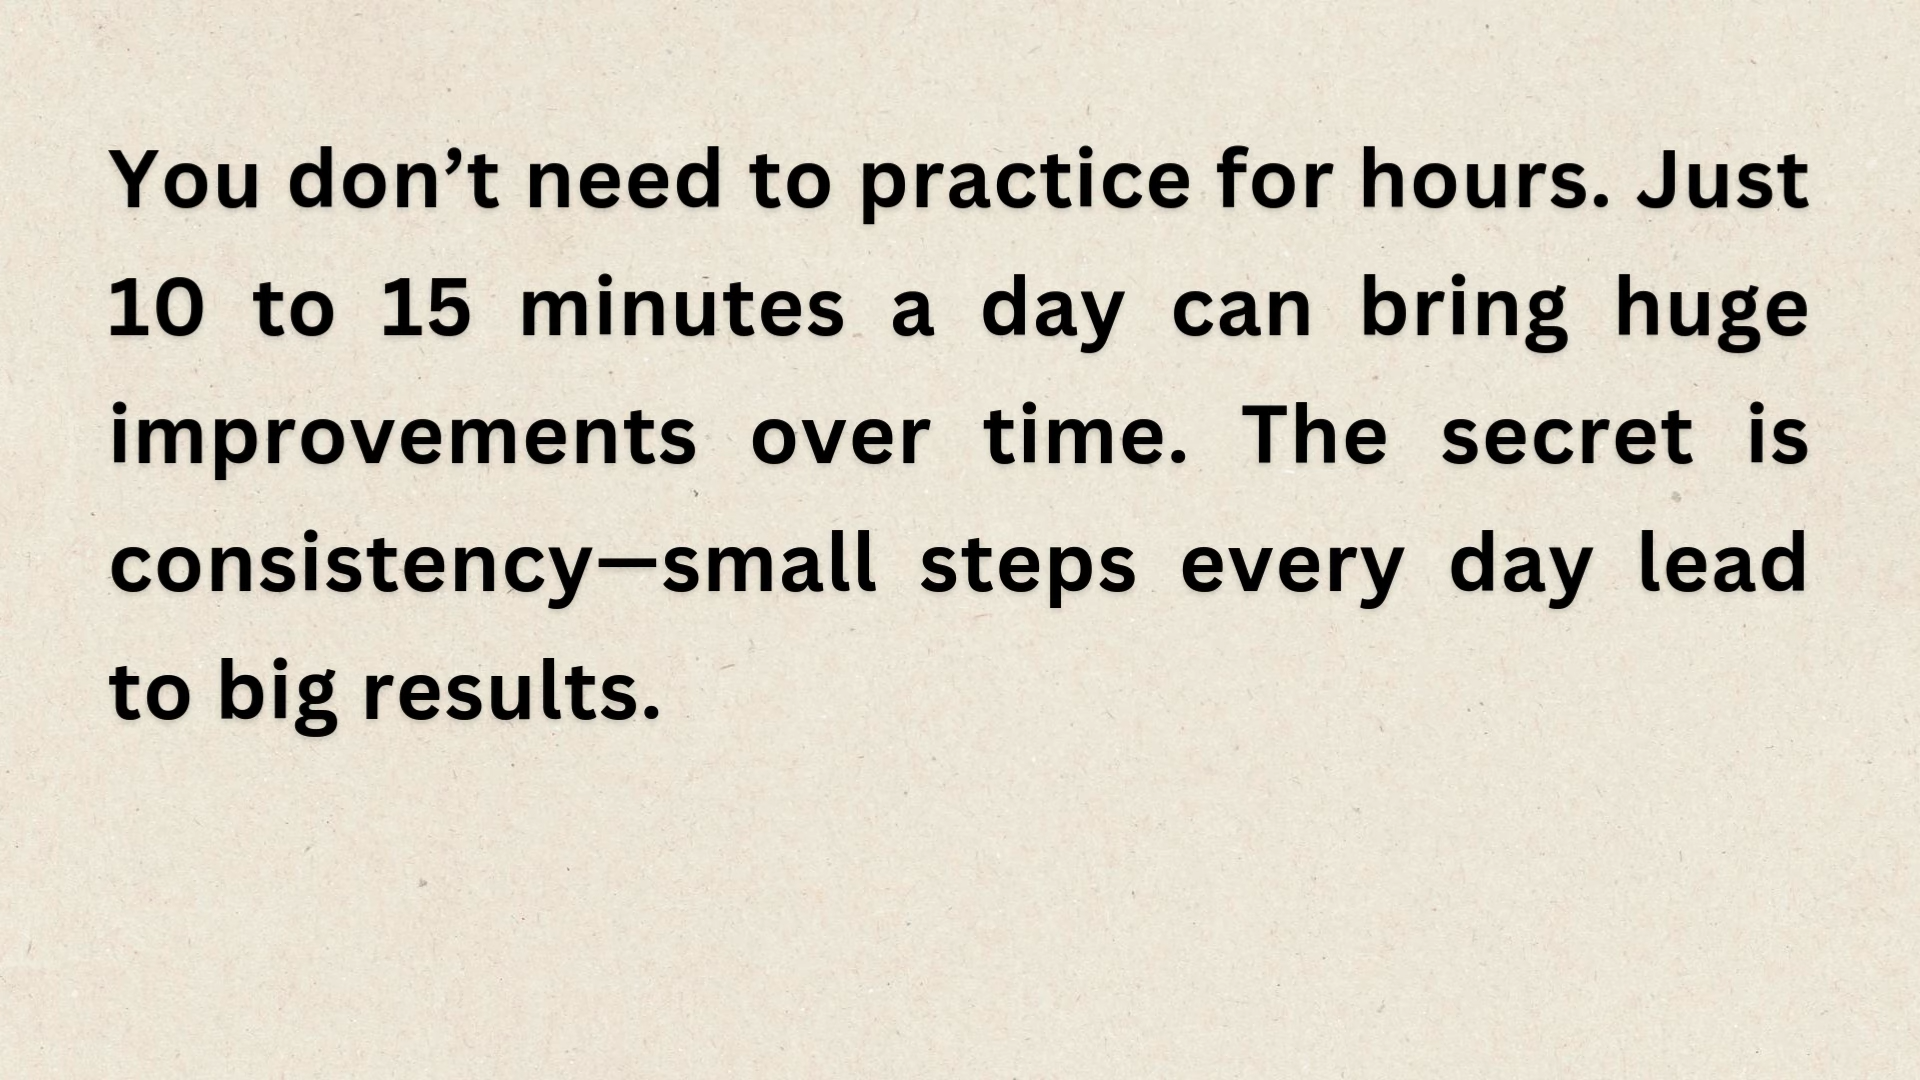 You don’t need to practice for hours. Just
10 to 15 minutes a day can bring huge
improvements over time. The secret is
consistency—small steps every day lead
to big results.